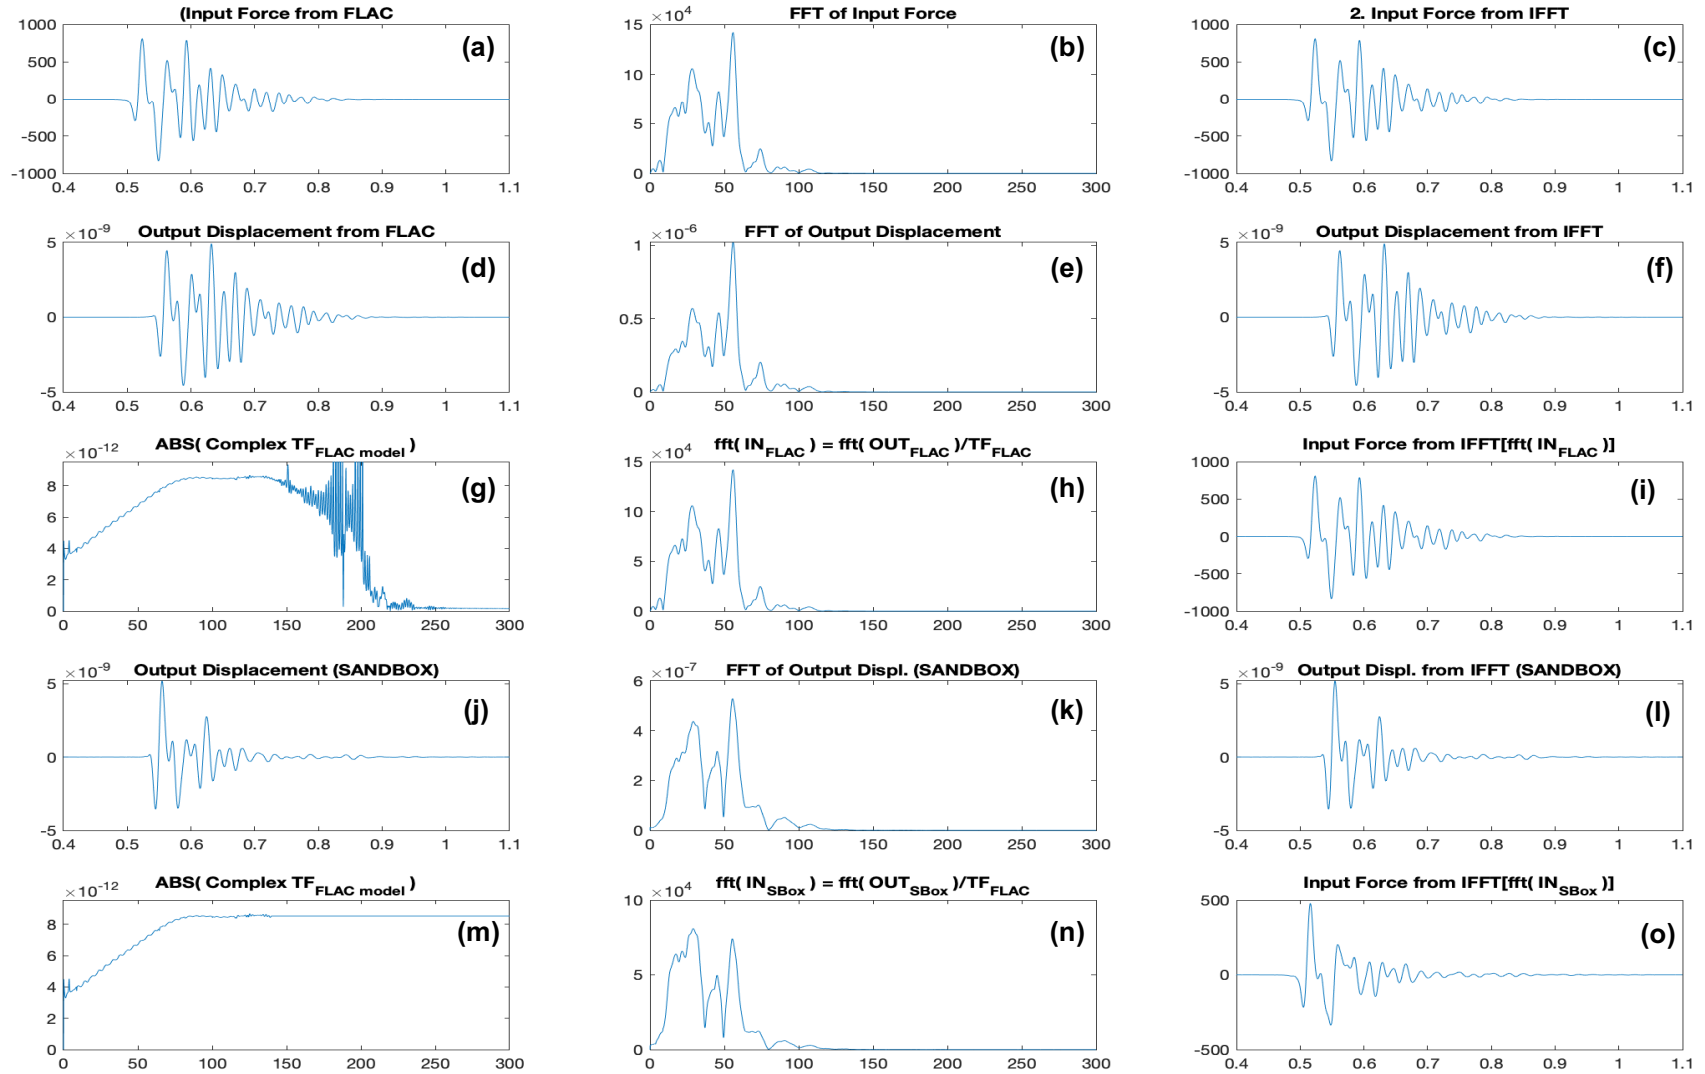 (Input Force from FLAC
1000
500
0
-500
-1000
0.4 0.5 0.6 0.7 0.8 0.9 1 1.1
(a)
FFT of Input Force
×10^4
15
10
5
0
0 50 100 150 200 250 300
(b)
2. Input Force from IFFT
1000
500
0
-500
-1000
0.4 0.5 0.6 0.7 0.8 0.9 1 1.1
(c)
Output Displacement from FLAC
×10^-9
5
0
-5
0.4 0.5 0.6 0.7 0.8 0.9 1 1.1
(d)
FFT of Output Displacement
×10^-6
1
0.5
0
0 50 100 150 200 250 300
(e)
Output Displacement from IFFT
×10^-9
5
0
-5
0.4 0.5 0.6 0.7 0.8 0.9 1 1.1
(f)
ABS( Complex TF_FLAC model )
×10^-12
8
6
4
2
0
0 50 100 150 200 250 300
(g)
fft( IN_FLAC ) = fft( OUT_FLAC )/TF_FLAC
×10^4
15
10
5
0
0 50 100 150 200 250 300
(h)
Input Force from IFFT[fft( IN_FLAC )]
1000
500
0
-500
-1000
0.4 0.5 0.6 0.7 0.8 0.9 1 1.1
(i)
Output Displacement (SANDBOX)
×10^-9
5
0
-5
0.4 0.5 0.6 0.7 0.8 0.9 1 1.1
(j)
FFT of Output Displ. (SANDBOX)
×10^-7
6
4
2
0
0 50 100 150 200 250 300
(k)
Output Displ. from IFFT (SANDBOX)
×10^-9
5
0
-5
0.4 0.5 0.6 0.7 0.8 0.9 1 1.1
(l)
ABS( Complex TF_FLAC model )
×10^-12
8
6
4
2
0
0 50 100 150 200 250 300
(m)
fft( IN_SBox ) = fft( OUT_SBox )/TF_FLAC
×10^4
10
5
0
0 50 100 150 200 250 300
(n)
Input Force from IFFT[fft( IN_SBox )]
500
0
-500
0.4 0.5 0.6 0.7 0.8 0.9 1 1.1
(o)